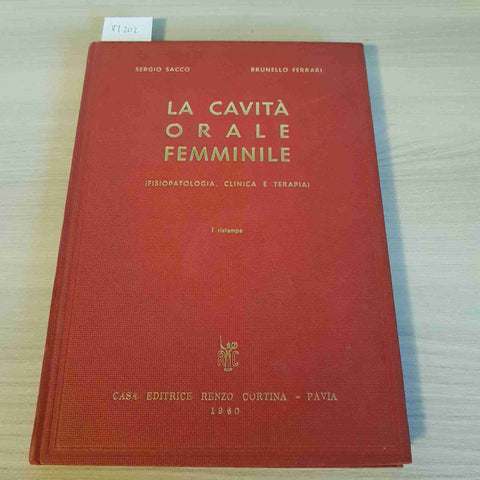 87202
SERGIO SACCO BRUNELLO FERRARI
LA CAVITÀ
ORALE
FEMMINILE
(FISIOPATOLOGIA, CLINICA E TERAPIA)
I ristampa
CASA EDITRICE RENZO CORTINA - PAVIA
1960